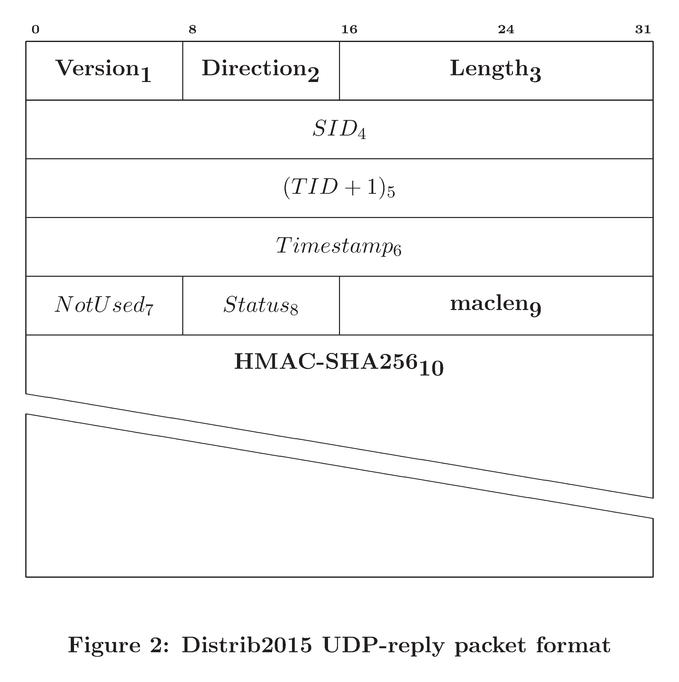 0 8 16 24 31
Version1 Direction2 Length3
SID4
(TID + 1)5
Timestamp6
NotUsed7 Status8 maclen9
HMAC-SHA25610
Figure 2: Distrib2015 UDP-reply packet format